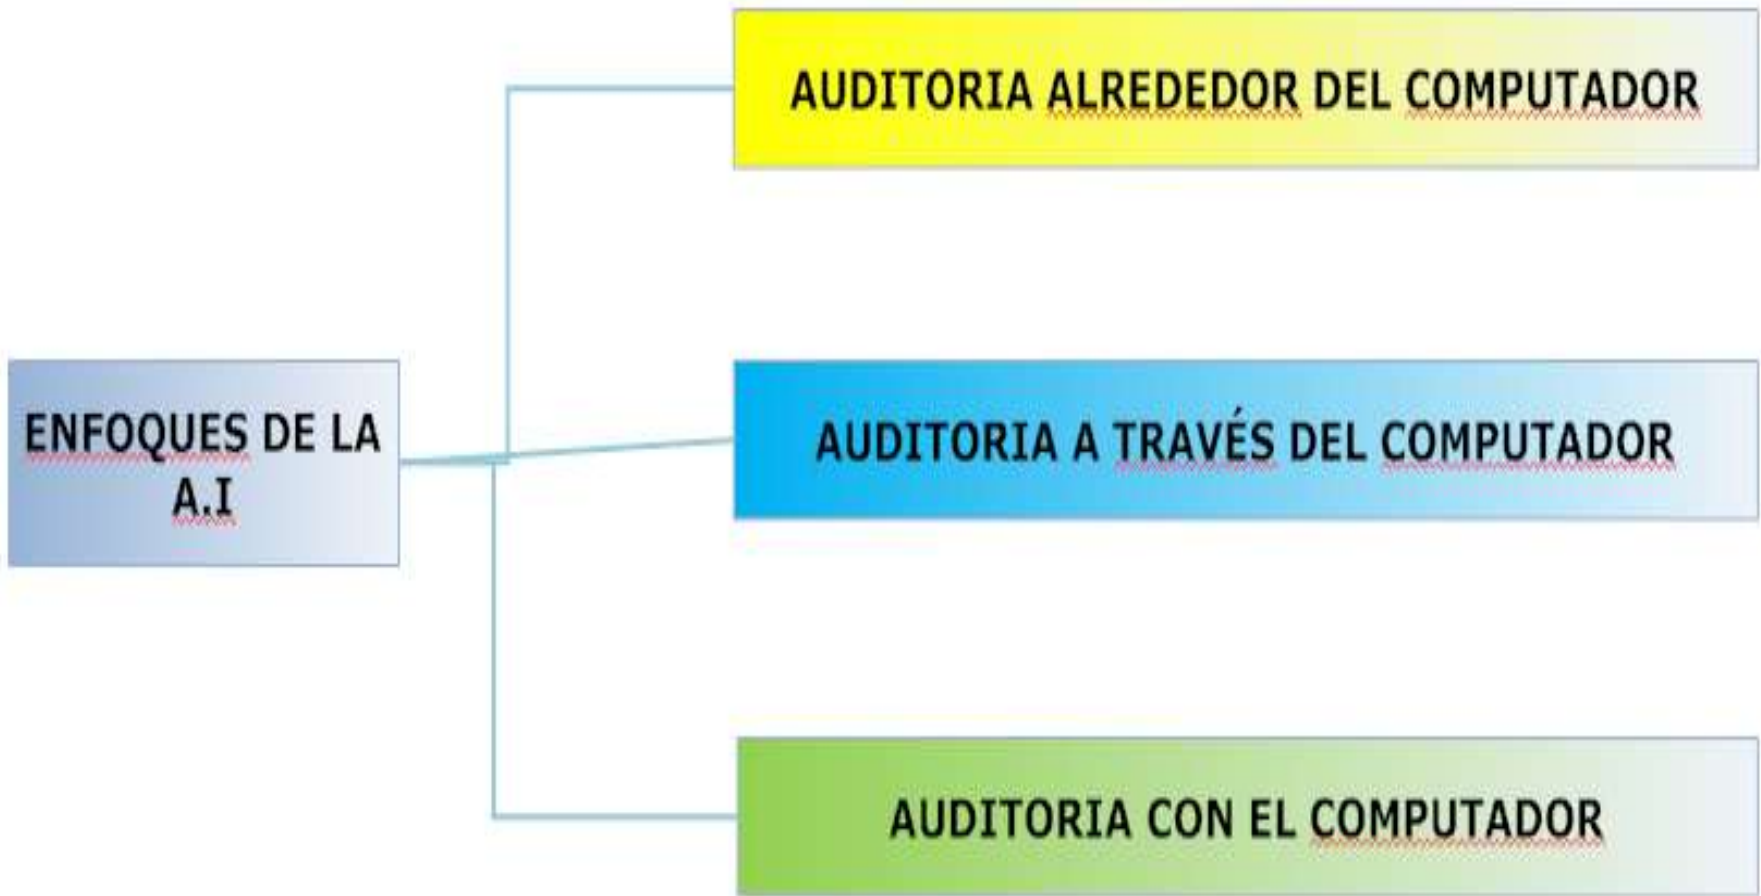 AUDITORIA ALREDEDOR DEL COMPUTADOR
ENFOQUES DE LA
A.I
AUDITORIA A TRAVÉS DEL COMPUTADOR
AUDITORIA CON EL COMPUTADOR